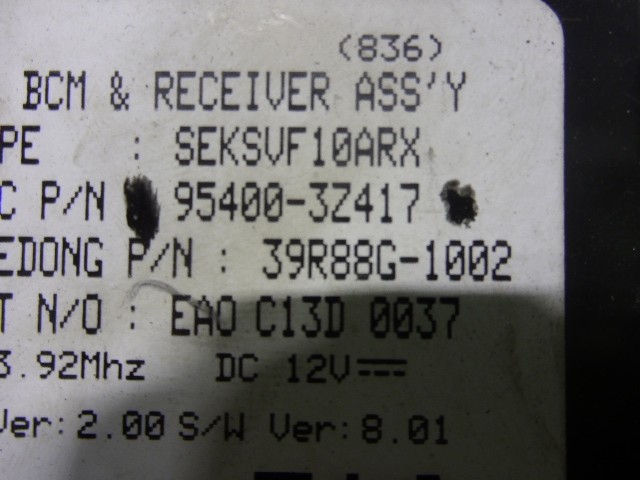 (836)
BCM & RECEIVER ASS'Y
PE : SEKSVF10ARX
C P/N 95400-3Z417
EDONG P/N : 39R88G-1002
T N/O : EAO C13D 0037
3.92Mhz DC 12V
Ver: 2.00 S/W Ver: 8.01